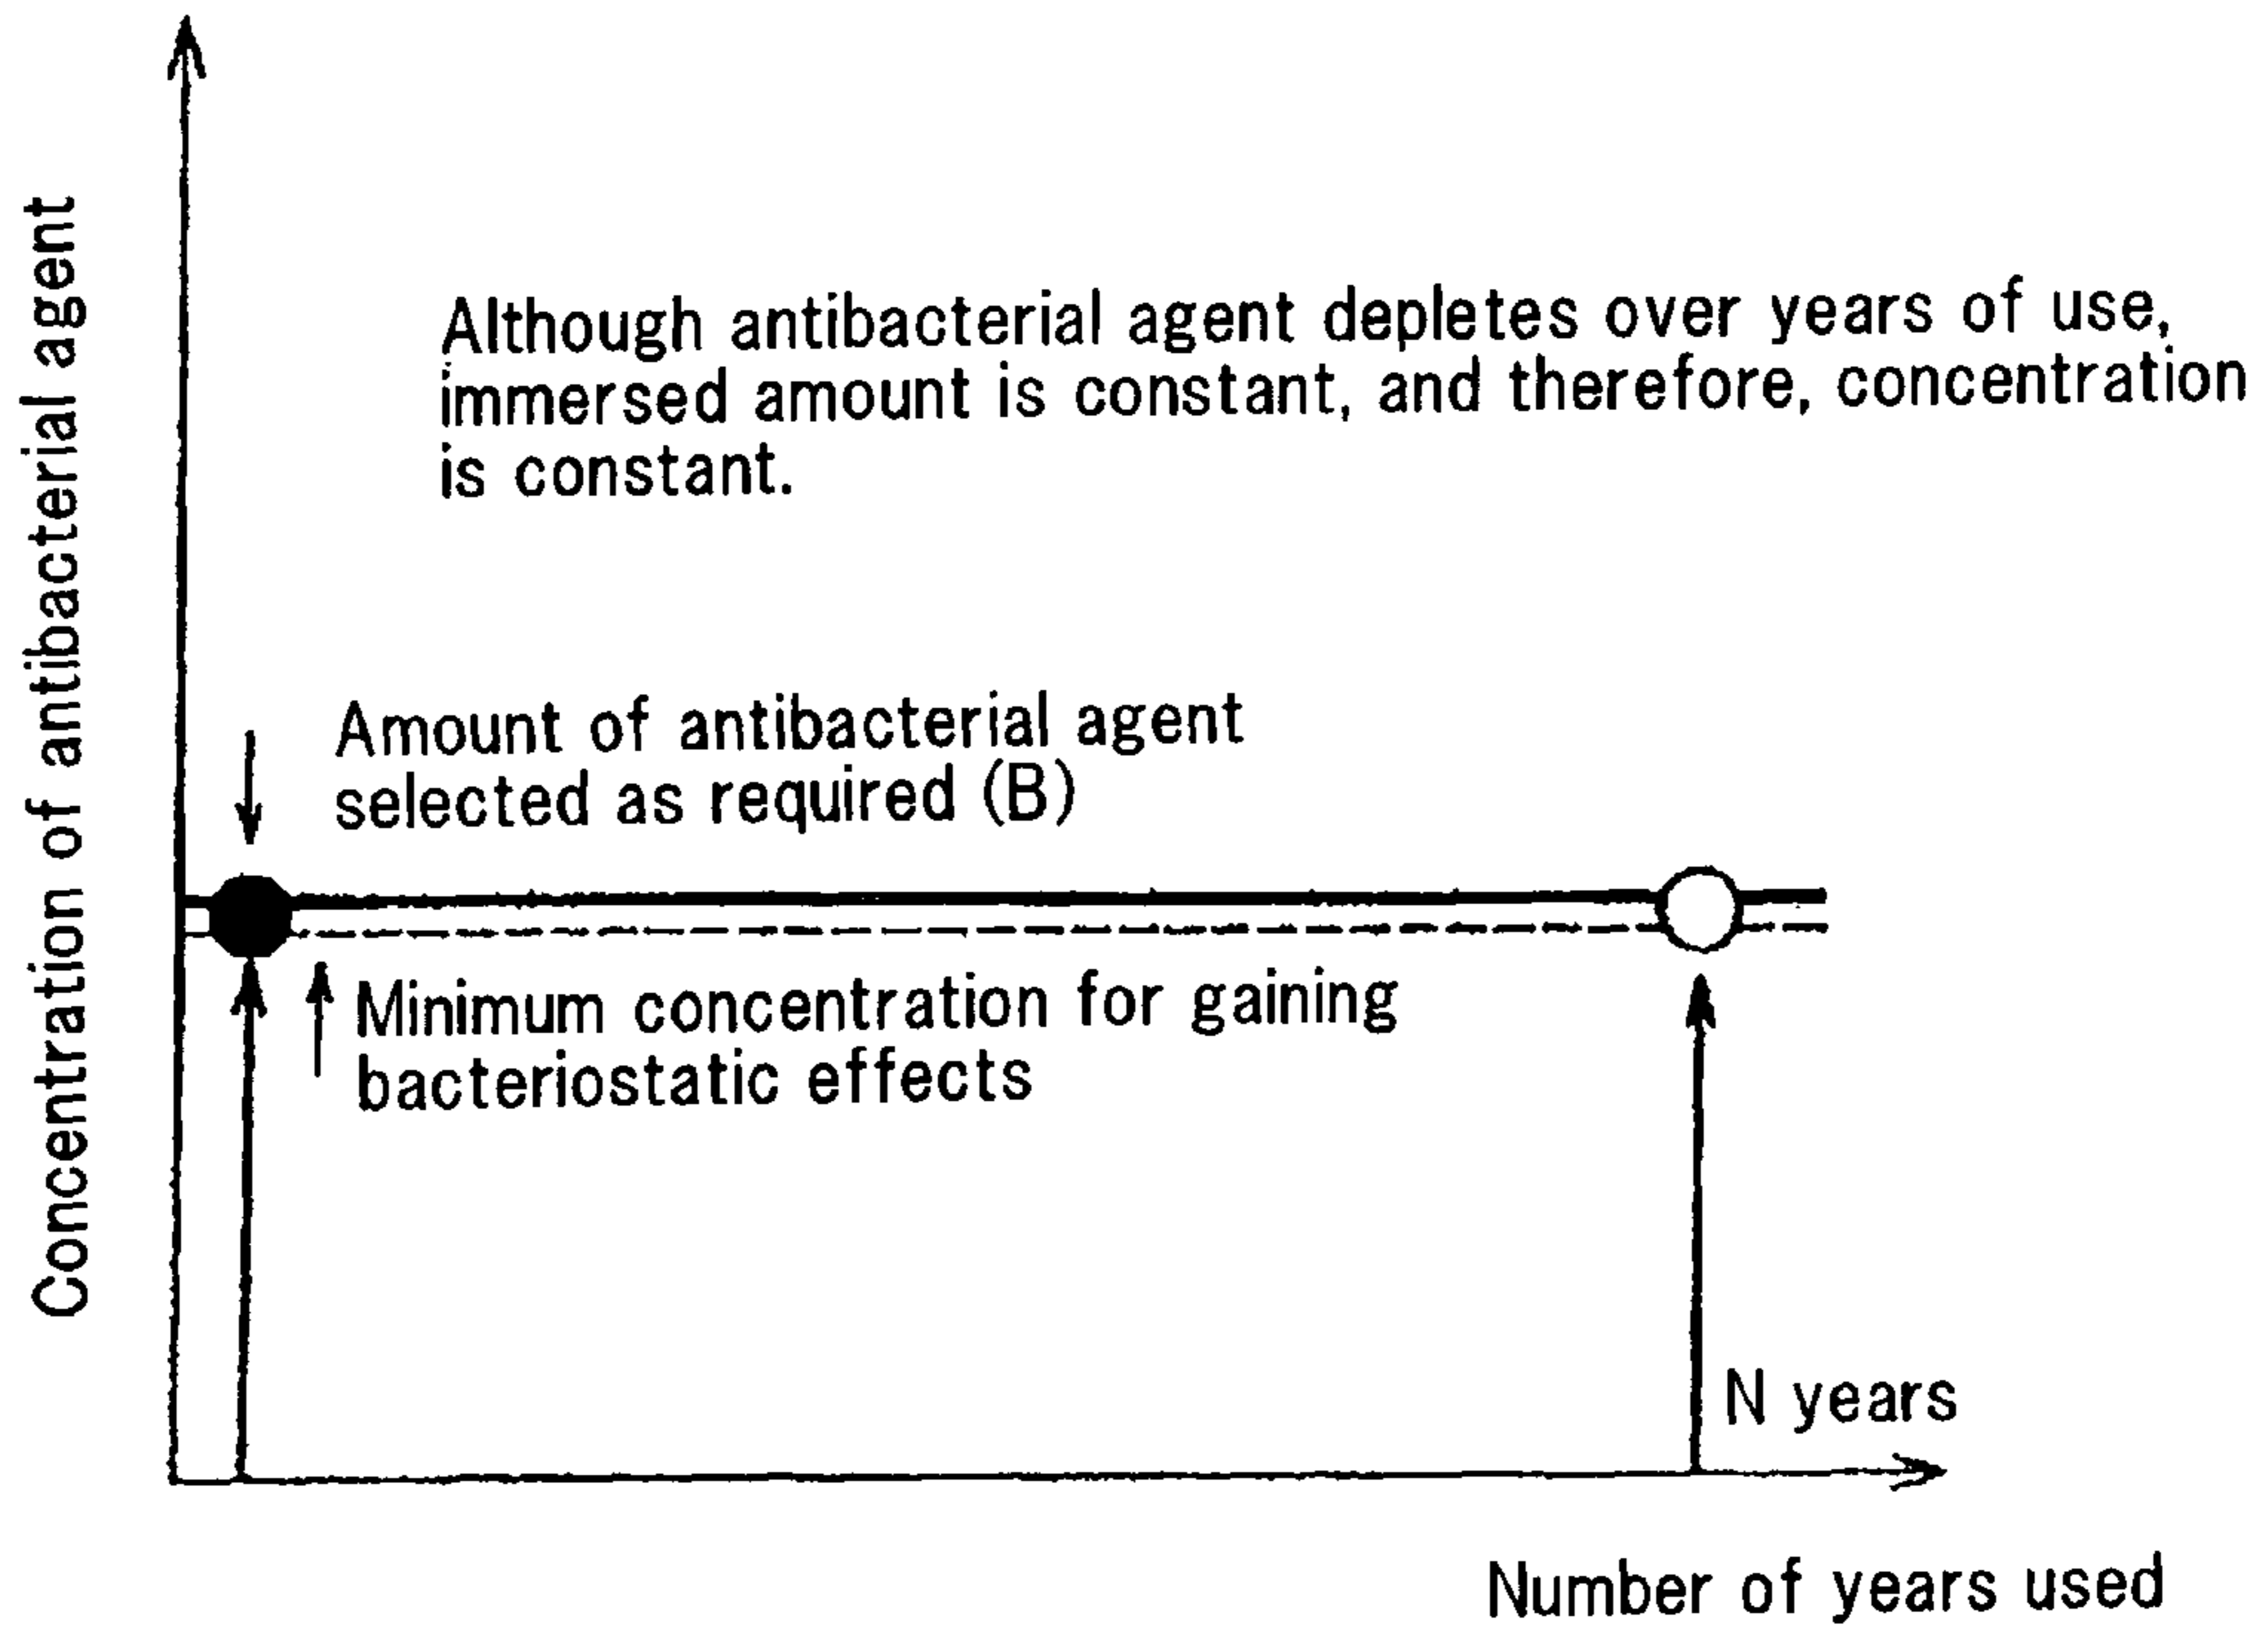 Concentration of antibacterial agent
Although antibacterial agent depletes over years of use,
immersed amount is constant, and therefore, concentration
is constant.
Amount of antibacterial agent
selected as required (B)
Minimum concentration for gaining
bacteriostatic effects
N years
Number of years used